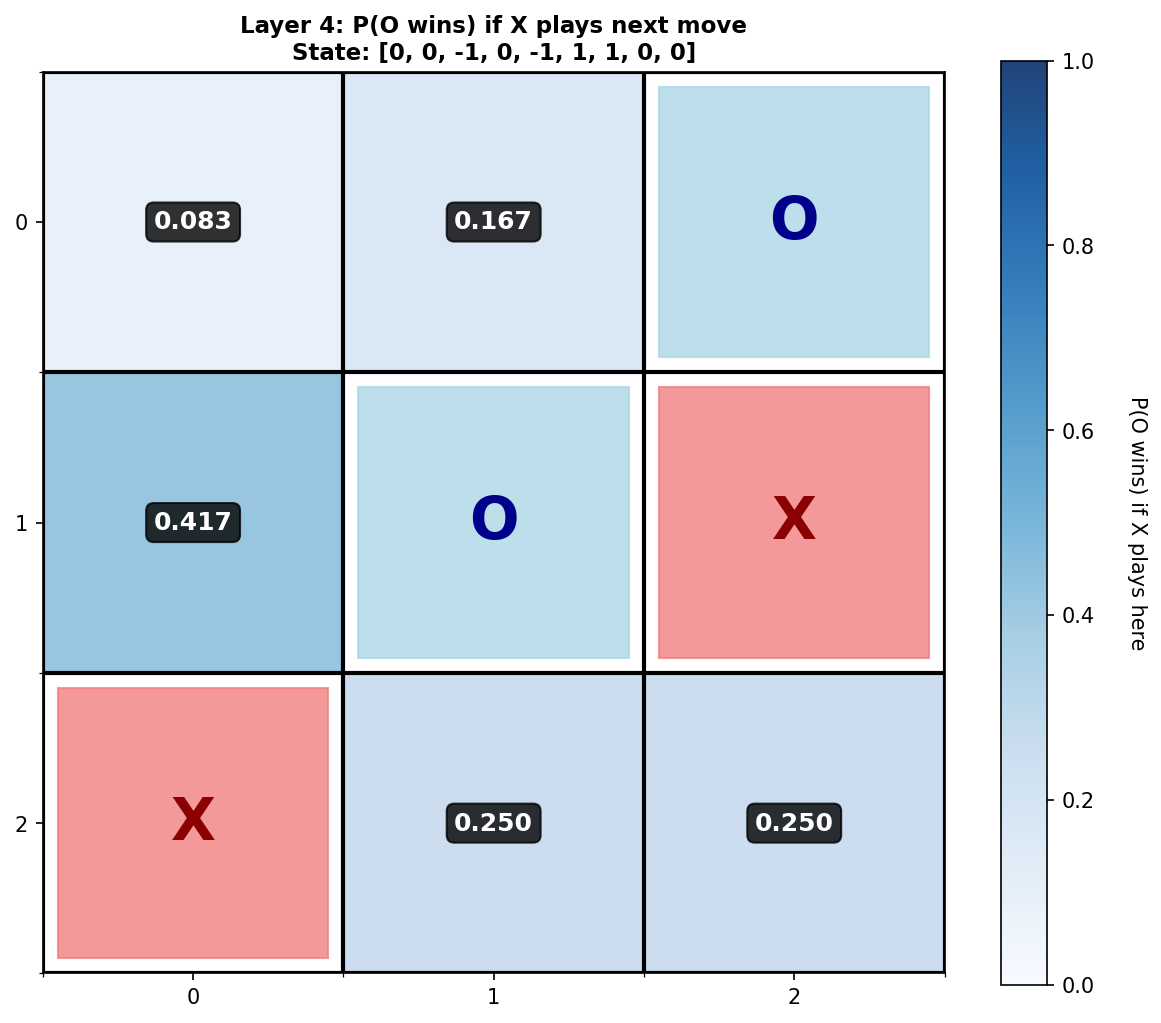 Layer 4: P(O wins) if X plays next move
State: [0, 0, -1, 0, -1, 1, 1, 0, 0]
0
0.083
0.167
O
1
0.417
O
X
2
X
0.250
0.250
0
1
2
1.0
0.8
0.6
0.4
0.2
0.0
P(O wins) if X plays here